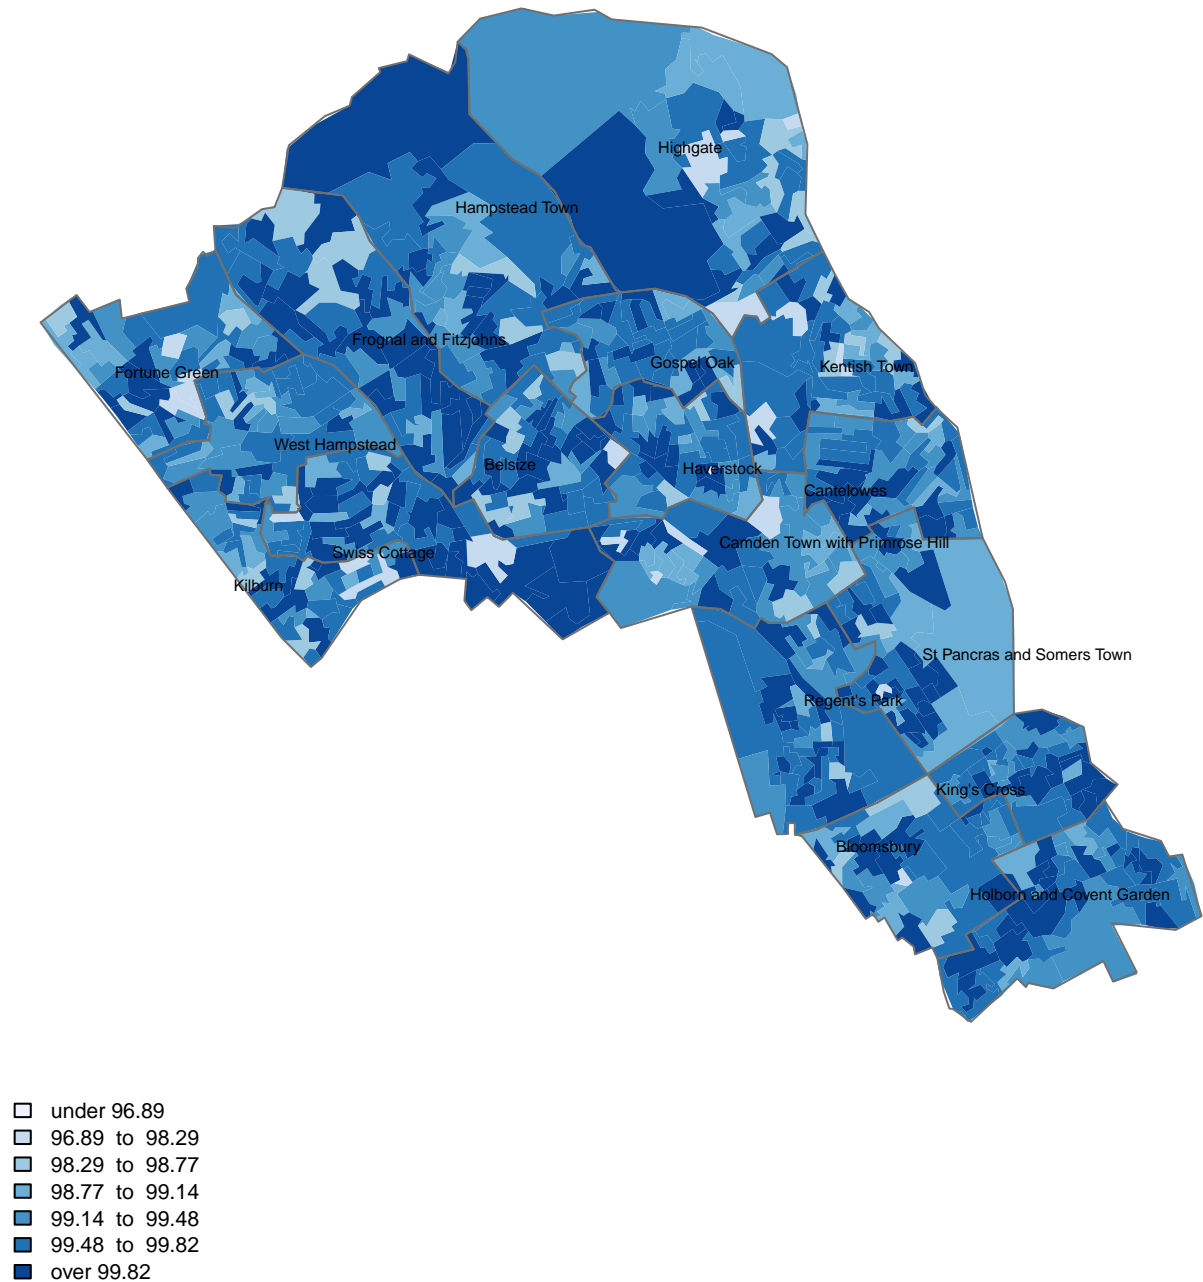 Highgate
Hampstead Town
Frognal and Fitzjohns
Gospel Oak
Kentish Town
Fortune Green
West Hampstead
Belsize
Haverstock
Cantelowes
Camden Town with Primrose Hill
Swiss Cottage
Kilburn
St Pancras and Somers Town
Regent's Park
King's Cross
Bloomsbury
Holborn and Covent Garden
under 96.89
96.89 to 98.29
98.29 to 98.77
98.77 to 99.14
99.14 to 99.48
99.48 to 99.82
over 99.82